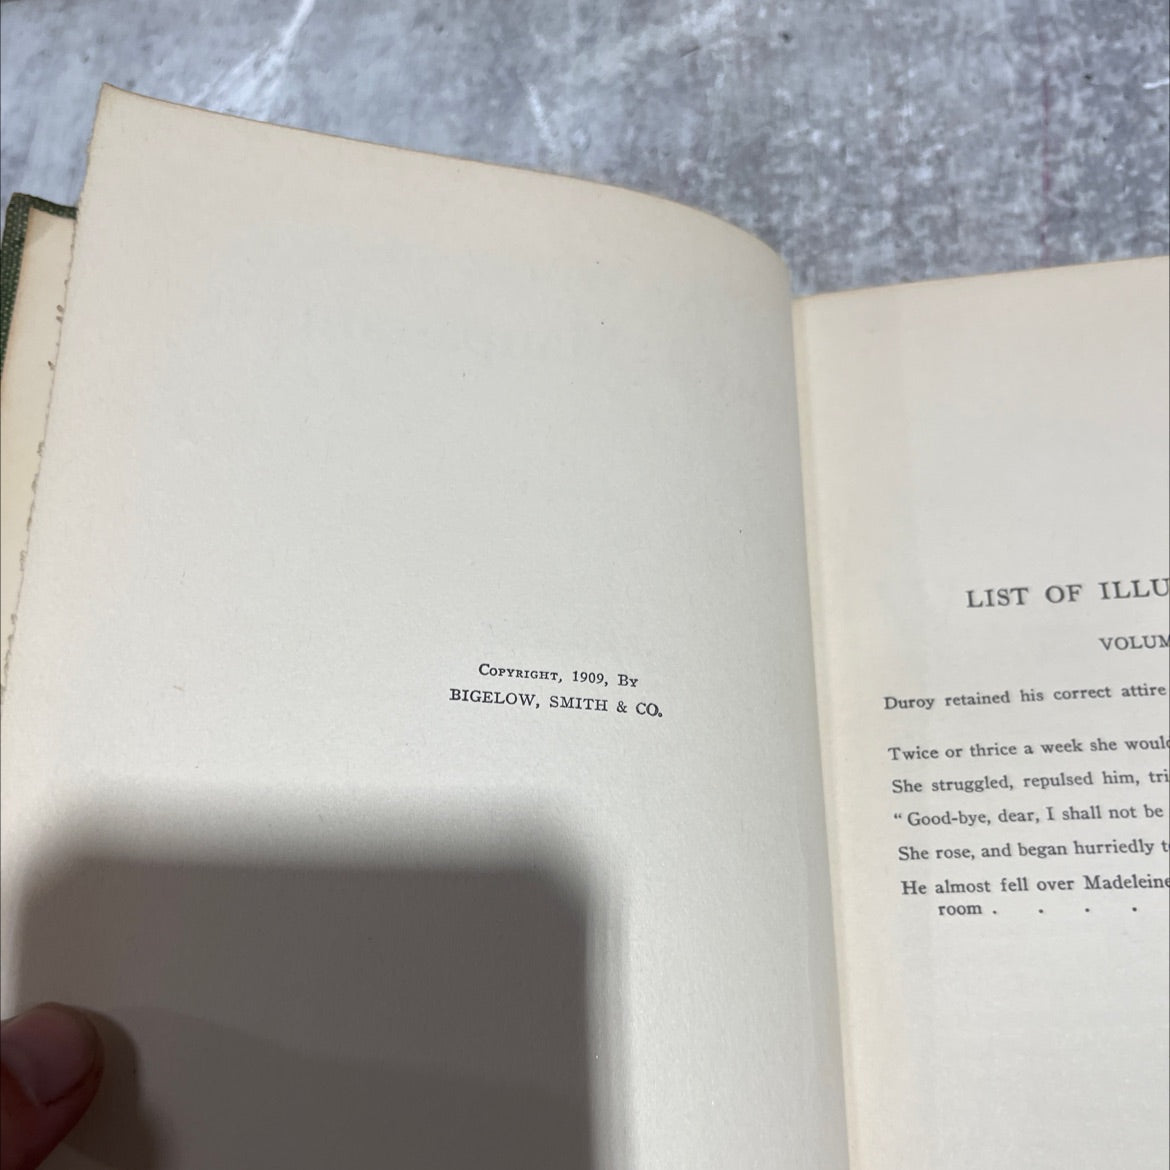 Copyright, 1909, By
BIGELOW, SMITH & CO.
LIST OF ILLU
VOLUM
Duroy retained his correct attire
Twice or thrice a week she would
She struggled, repulsed him, tri
“ Good-bye, dear, I shall not be
She rose, and began hurriedly t
He almost fell over Madeleine
room . . . .